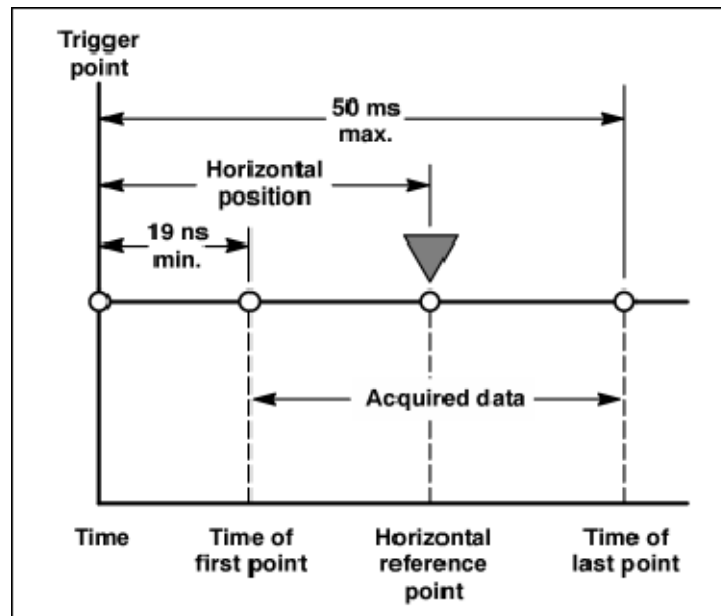 Trigger
point
50 ms
max.
Horizontal
position
19 ns
min.
Acquired data
Time
Time of
first point
Horizontal
reference
point
Time of
last point